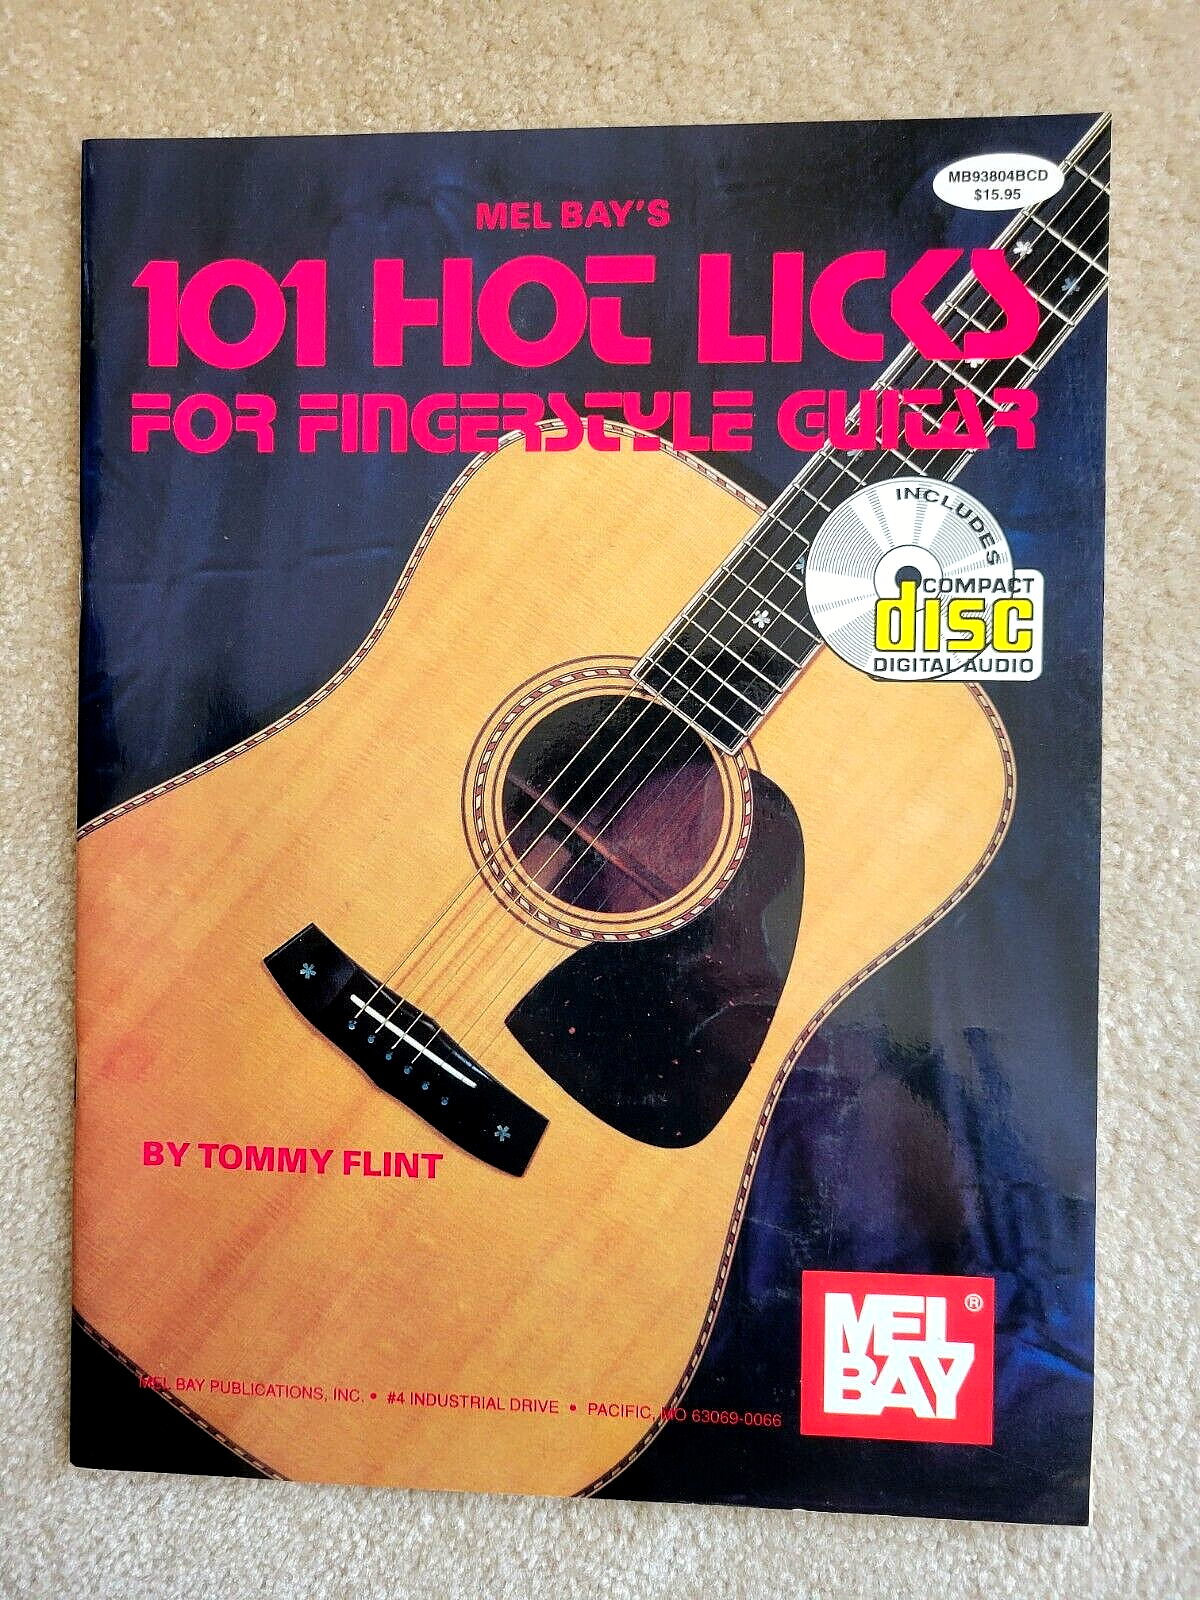 MB93804BCD
$15.95
MEL BAY'S
101 HOT LICKS
FOR FINGERSTYLE GUITAR
INCLUDES
COMPACT
disc
DIGITAL AUDIO
BY TOMMY FLINT
MEL BAY®
MEL BAY PUBLICATIONS, INC. • #4 INDUSTRIAL DRIVE • PACIFIC, MO 63069-0066